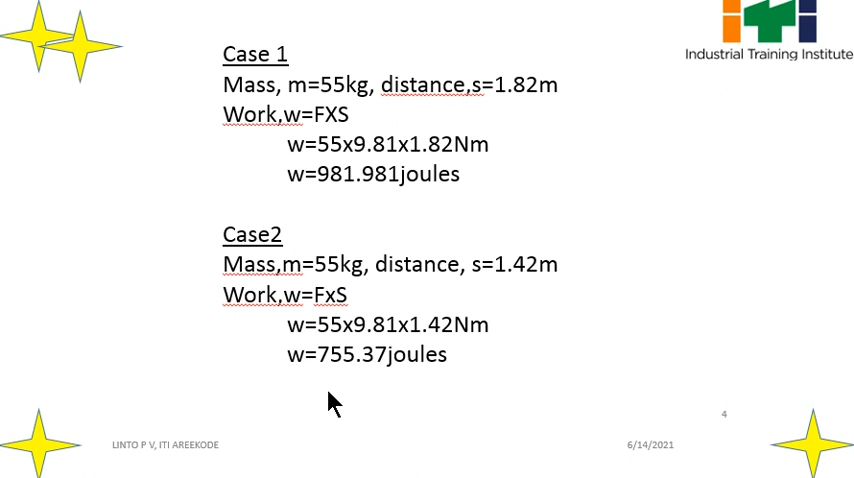 Industrial Training Institute
Case 1
Mass, m=55kg, distance,s=1.82m
Work,w=FXS
w=55x9.81x1.82Nm
w=981.981joules
Case2
Mass,m=55kg, distance, s=1.42m
Work,w=FxS
w=55x9.81x1.42Nm
w=755.37joules
4
LINTO P V, ITI AREEKODE
6/14/2021